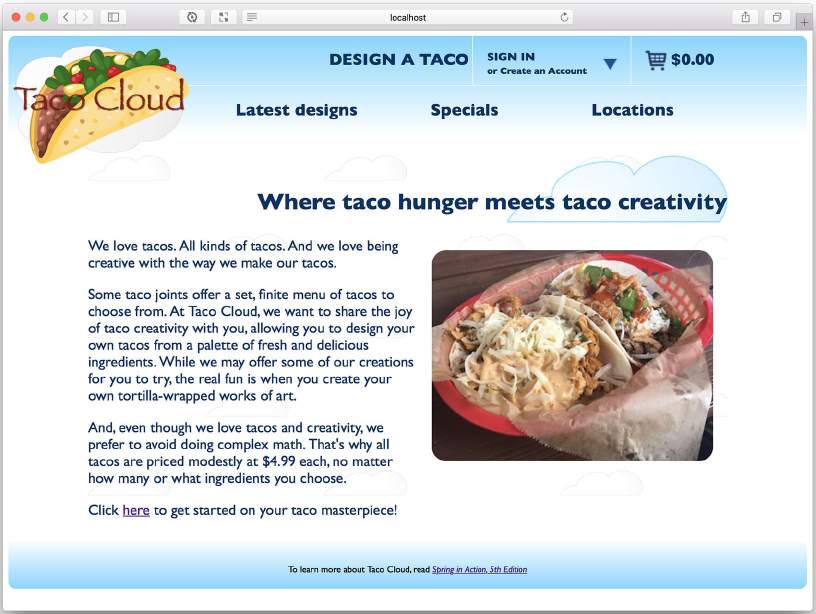 localhost
Taco Cloud
DESIGN A TACO
SIGN IN
or Create an Account
$0.00
Latest designs
Specials
Locations
Where taco hunger meets taco creativity
We love tacos. All kinds of tacos. And we love being
creative with the way we make our tacos.
Some taco joints offer a set, finite menu of tacos to
choose from. At Taco Cloud, we want to share the joy
of taco creativity with you, allowing you to design your
own tacos from a palette of fresh and delicious
ingredients. While we may offer some of our creations
for you to try, the real fun is when you create your
own tortilla-wrapped works of art.
And, even though we love tacos and creativity, we
prefer to avoid doing complex math. That's why all
tacos are priced modestly at $4.99 each, no matter
how many or what ingredients you choose.
Click here to get started on your taco masterpiece!
To learn more about Taco Cloud, read Spring in Action, 5th Edition